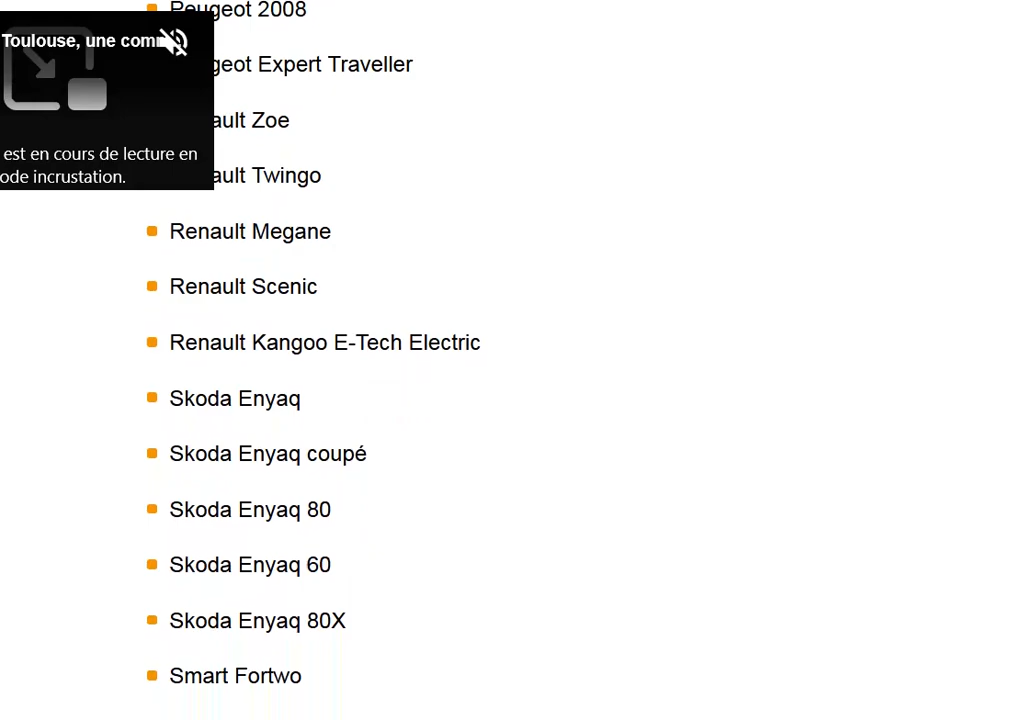 Peugeot 2008
Toulouse, une comm
geot Expert Traveller
ault Zoe
est en cours de lecture en
ault Twingo
ode incrustation.
Renault Megane
Renault Scenic
Renault Kangoo E-Tech Electric
Skoda Enyaq
Skoda Enyaq coupé
Skoda Enyaq 80
Skoda Enyaq 60
Skoda Enyaq 80X
Smart Fortwo